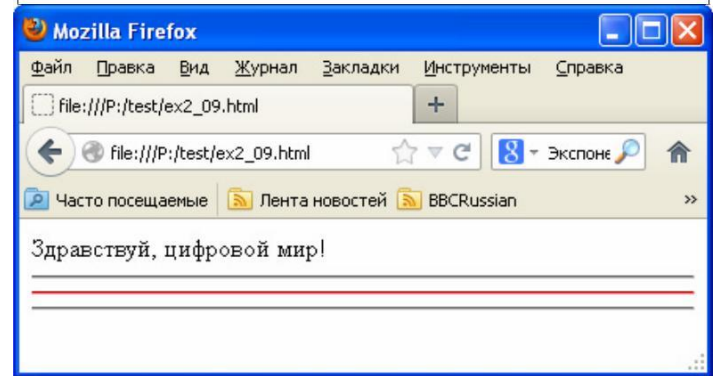 Mozilla Firefox
Файл Правка Вид Журнал Закладки Инструменты Справка
file:///P:/test/ex2_09.html +
file:///P:/test/ex2_09.html 8 Экспоне
Часто посещаемые Лента новостей BBCRussian »
Здравствуй, цифровой мир!